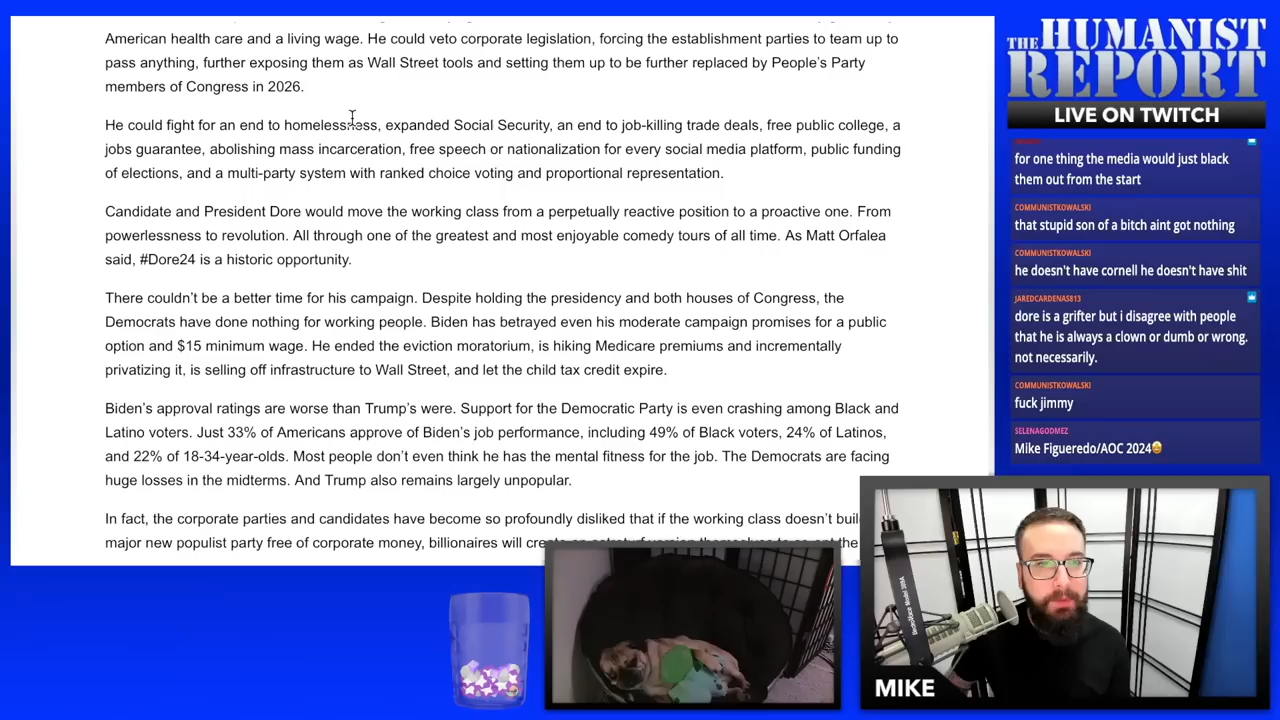 American health care and a living wage. He could veto corporate legislation, forcing the establishment parties to team up to
pass anything, further exposing them as Wall Street tools and setting them up to be further replaced by People's Party
members of Congress in 2026.
He could fight for an end to homelessness, expanded Social Security, an end to job-killing trade deals, free public college, a
jobs guarantee, abolishing mass incarceration, free speech or nationalization for every social media platform, public funding
of elections, and a multi-party system with ranked choice voting and proportional representation.
Candidate and President Dore would move the working class from a perpetually reactive position to a proactive one. From
powerlessness to revolution. All through one of the greatest and most enjoyable comedy tours of all time. As Matt Orfalea
said, #Dore24 is a historic opportunity.
There couldn't be a better time for his campaign. Despite holding the presidency and both houses of Congress, the
Democrats have done nothing for working people. Biden has betrayed even his moderate campaign promises for a public
option and $15 minimum wage. He ended the eviction moratorium, is hiking Medicare premiums and incrementally
privatizing it, is selling off infrastructure to Wall Street, and let the child tax credit expire.
Biden's approval ratings are worse than Trump's were. Support for the Democratic Party is even crashing among Black and
Latino voters. Just 33% of Americans approve of Biden's job performance, including 49% of Black voters, 24% of Latinos,
and 22% of 18-34-year-olds. Most people don't even think he has the mental fitness for the job. The Democrats are facing
huge losses in the midterms. And Trump also remains largely unpopular.
In fact, the corporate parties and candidates have become so profoundly disliked that if the working class doesn't
major new populist party free of corporate money, billionaires will the
THE HUMANIST
REPORT
LIVE ON TWITCH
for one thing the media would just black
them out from the start
COMMUNISTKOWALSKI
that stupid son of a bitch aint got nothing
COMMUNISTKOWALSKI
he doesn't have cornell he doesn't have shit
JAREDCARDENAS813
dore is a grifter but i disagree with people
that he is always a clown or dumb or wrong.
not necessarily.
COMMUNISTKOWALSKI
fuck jimmy
SELENAGODMEZ
Mike Figueredo/AOC 2024
MIKE